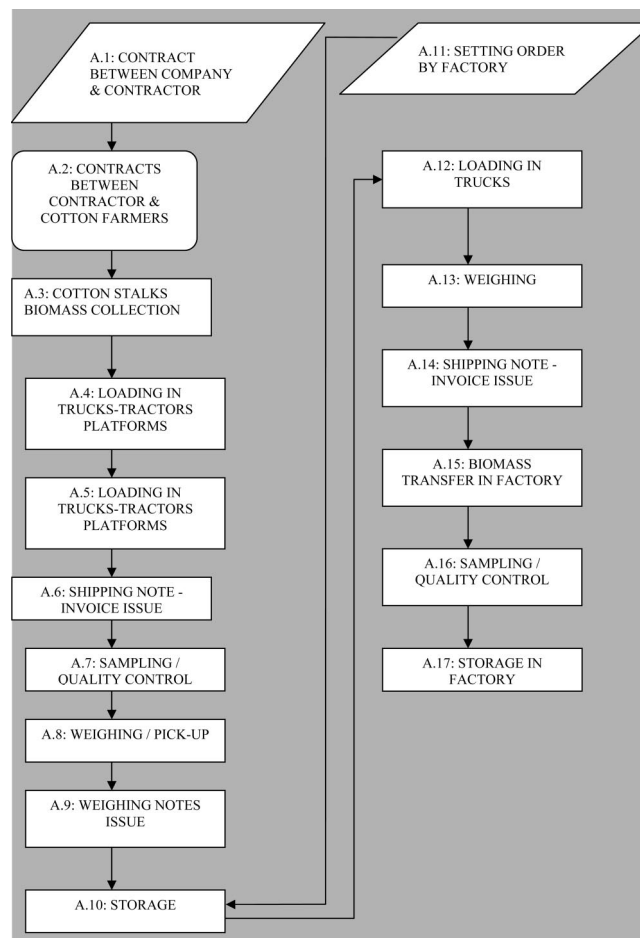 A.1: CONTRACT
BETWEEN COMPANY
& CONTRACTOR
A.2: CONTRACTS
BETWEEN
CONTRACTOR &
COTTON FARMERS
A.3: COTTON STALKS
BIOMASS COLLECTION
A.4: LOADING IN
TRUCKS-TRACTORS
PLATFORMS
A.5: LOADING IN
TRUCKS-TRACTORS
PLATFORMS
A.6: SHIPPING NOTE -
INVOICE ISSUE
A.7: SAMPLING /
QUALITY CONTROL
A.8: WEIGHING / PICK-UP
A.9: WEIGHING NOTES
ISSUE
A.10: STORAGE
A.11: SETTING ORDER
BY FACTORY
A.12: LOADING IN
TRUCKS
A.13: WEIGHING
A.14: SHIPPING NOTE -
INVOICE ISSUE
A.15: BIOMASS
TRANSFER IN FACTORY
A.16: SAMPLING /
QUALITY CONTROL
A.17: STORAGE IN
FACTORY